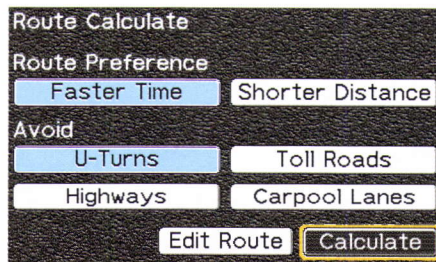 Route Calculate
Route Preference
Faster Time Shorter Distance
Avoid
U-Turns Toll Roads
Highways Carpool Lanes
Edit Route Calculate